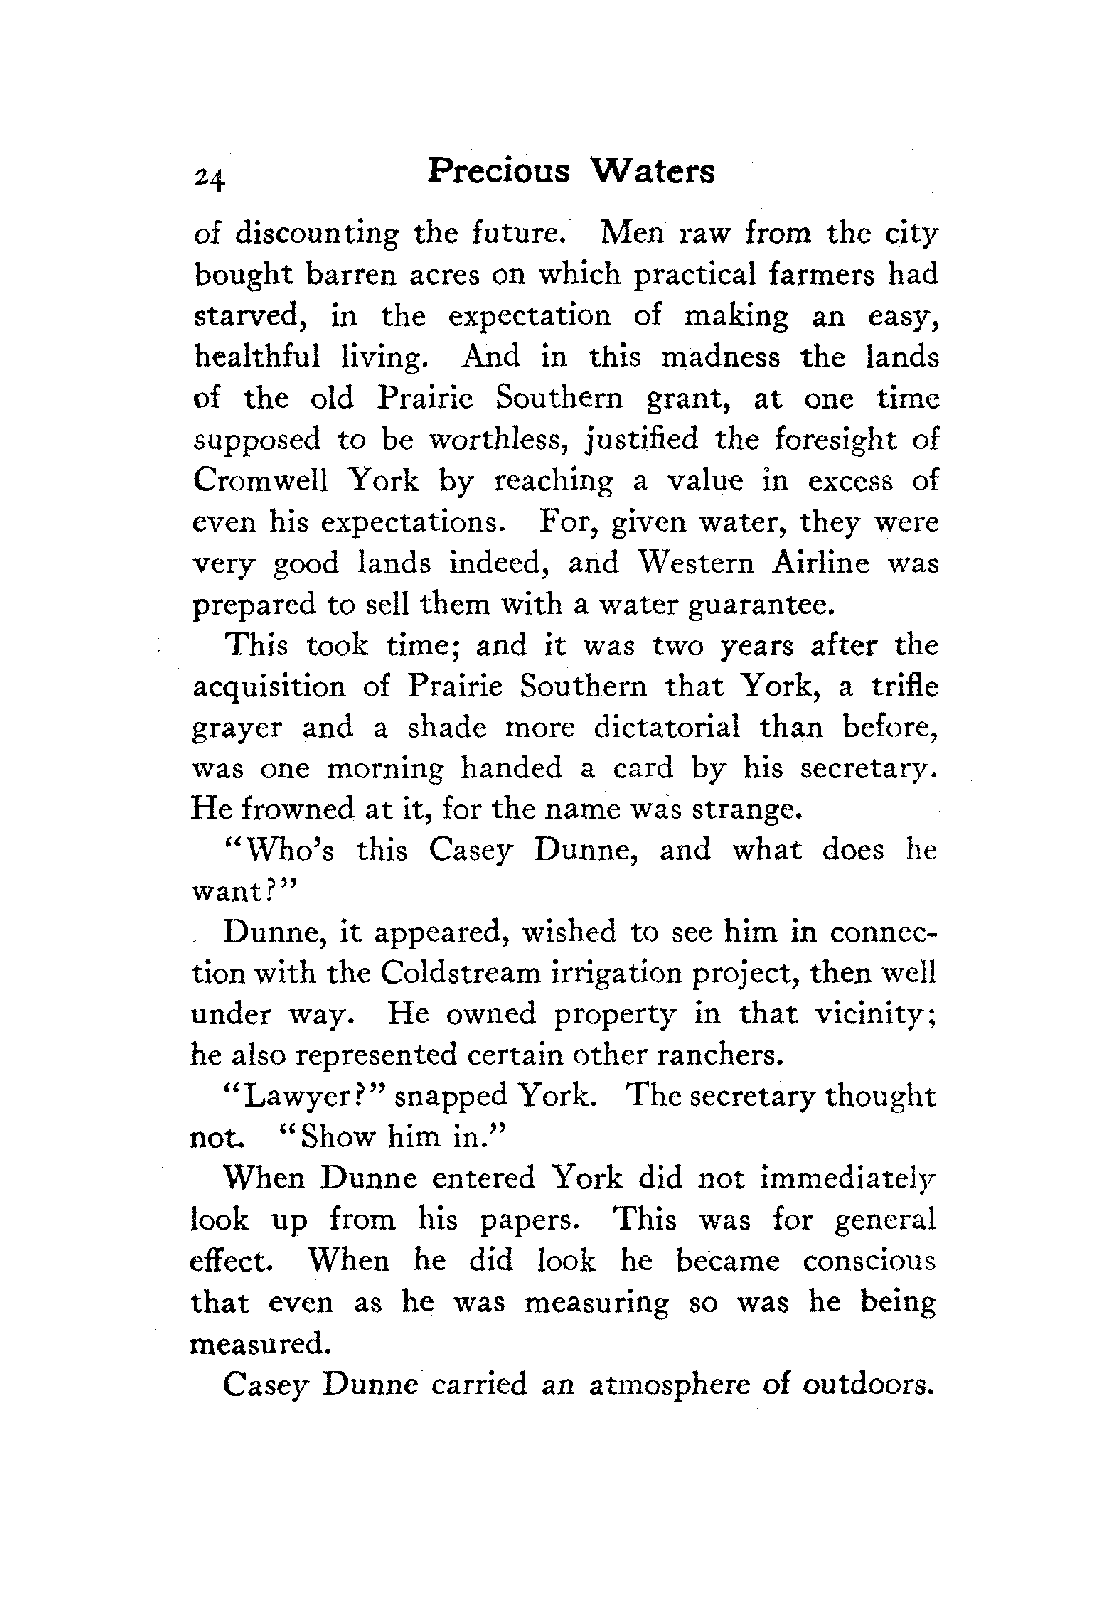 24 Precious Waters
of discounting the future. Men raw from the city
bought barren acres on which practical farmers had
starved, in the expectation of making an easy,
healthful living. And in this madness the lands
of the old Prairie Southern grant, at one time
supposed to be worthless, justified the foresight of
Cromwell York by reaching a value in excess of
even his expectations. For, given water, they were
very good lands indeed, and Western Airline was
prepared to sell them with a water guarantee.
This took time; and it was two years after the
acquisition of Prairie Southern that York, a trifle
grayer and a shade more dictatorial than before,
was one morning handed a card by his secretary.
He frowned at it, for the name was strange.
"Who's this Casey Dunne, and what does he
want?"
Dunne, it appeared, wished to see him in connec-
tion with the Coldstream irrigation project, then well
under way. He owned property in that vicinity;
he also represented certain other ranchers.
"Lawyer?" snapped York. The secretary thought
not. "Show him in."
When Dunne entered York did not immediately
look up from his papers. This was for general
effect. When he did look he became conscious
that even as he was measuring so was he being
measured.
Casey Dunne carried an atmosphere of outdoors.